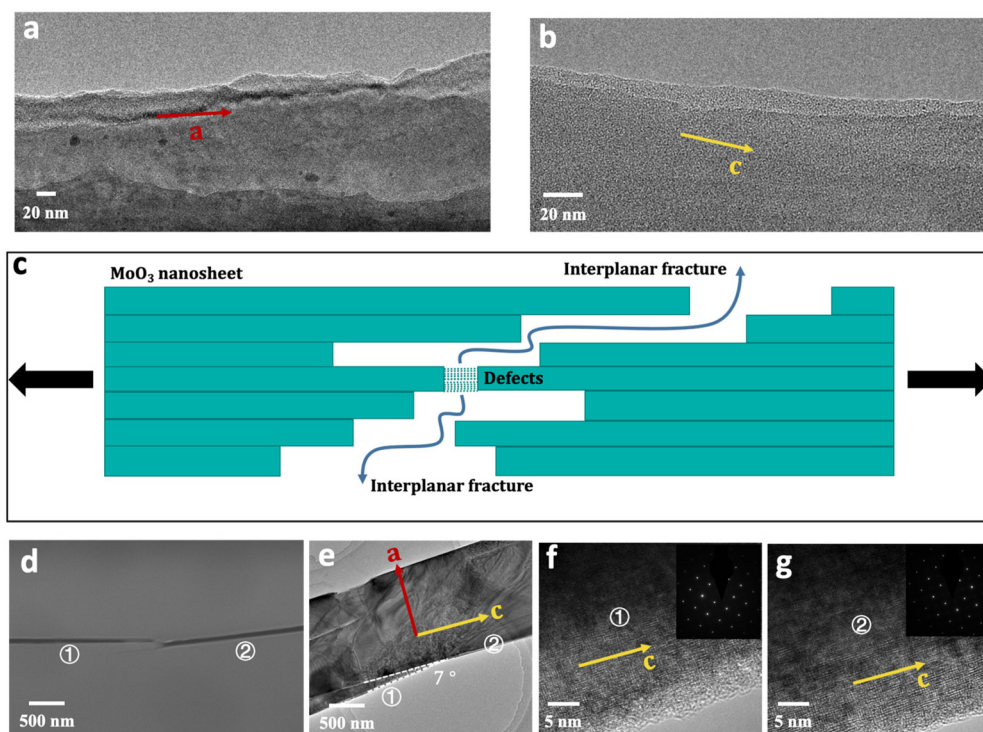 a
a
20 nm
b
c
20 nm
c
MoO₃ nanosheet
Interplanar fracture
Defects
Interplanar fracture
d
①
②
500 nm
e
a
c
②
①
7 °
500 nm
f
①
c
5 nm
g
②
c
5 nm